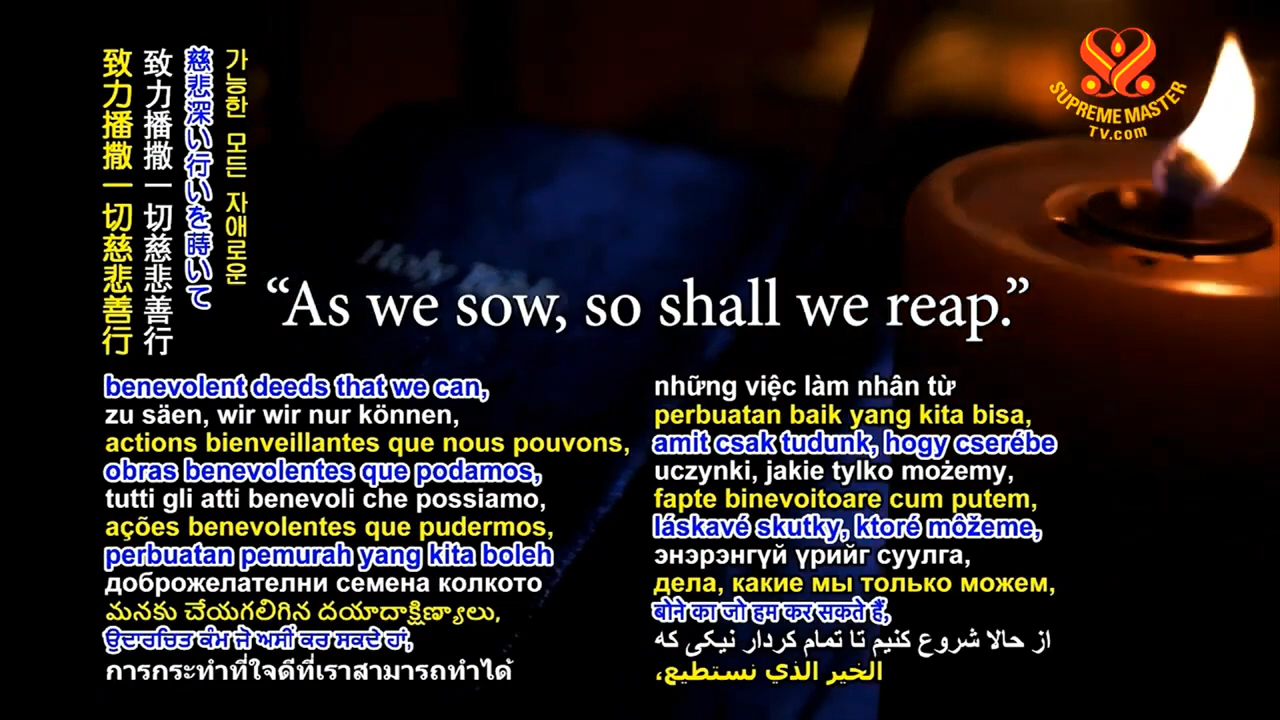 致力播撒一切慈悲善行
致力播撒一切慈悲善行
慈悲深い行いを時いて
가능한 모든 자애로운
SUPREME MASTER
TV.com
Holy Bible
“As we sow, so shall we reap.”
benevolent deeds that we can,
zu säen, wir wir nur können,
actions bienveillantes que nous pouvons,
obras benevolentes que podamos,
tutti gli atti benevoli che possiamo,
ações benevolentes que pudermos,
perbuatan pemurah yang kita boleh
доброжелателни семена колкото
మనకు చేయగలిగిన దయాదాక్షిణ్యాలు,
ਉਦਾਰਚਿਤ ਕੰਮ ਜੋ ਅਸੀਂ ਕਰ ਸਕਦੇ ਹਾਂ,
การกระทำที่ใจดีที่เราสามารถทำได้
những việc làm nhân từ
perbuatan baik yang kita bisa,
amit csak tudunk, hogy cserébe
uczynki, jakie tylko możemy,
fapte binevoitoare cum putem,
láskavé skutky, ktoré môžeme,
энэрэнгүй үрийг суулга,
дела, какие мы только можем,
बोने का जो हम कर सकते हैं,
از حالا شروع کنیم تا تمام کردار نیکی که
الخير الذي نستطيع،